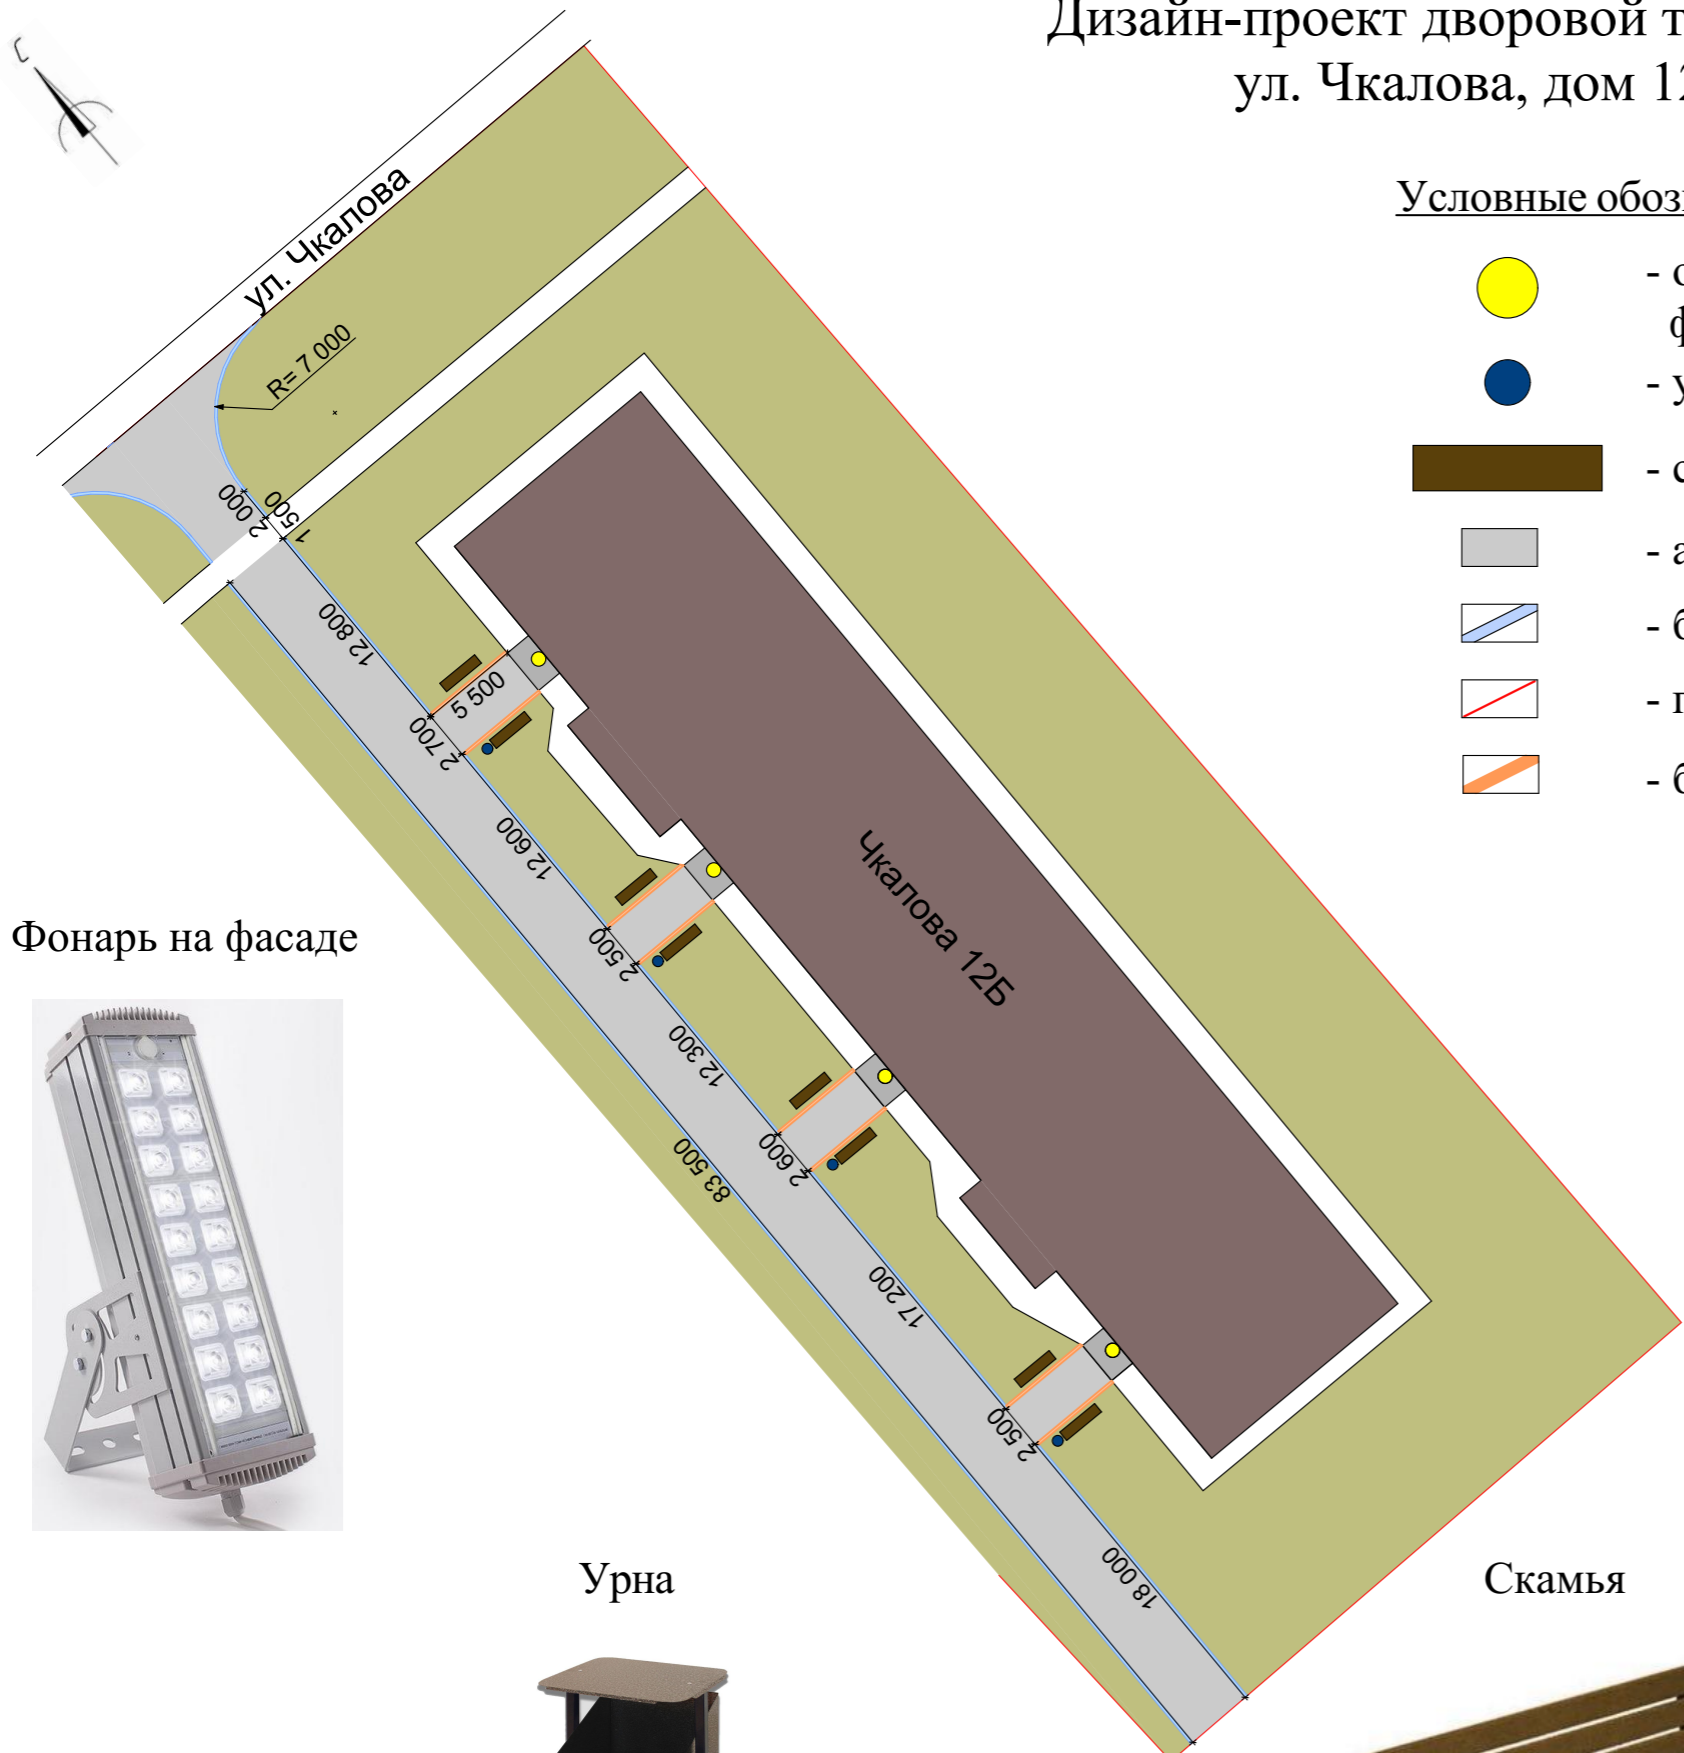 Дизайн-проект дворовой т
ул. Чкалова, дом 12
С
ул. Чкалова
R= 7 000
Условные обоз
- с
ф
- у
- с
- а
- б
- п
- б
2 000
1 500
12 800
5 500
2 700
12 600
2 500
12 300
2 600
83 500
17 200
2 500
18 000
Чкалова 12Б
Фонарь на фасаде
Урна
Скамья